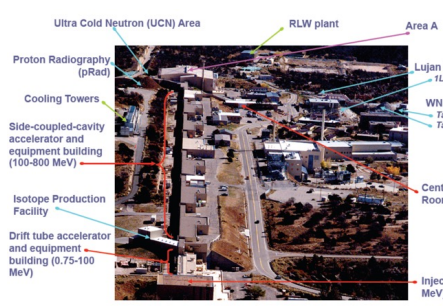 Ultra Cold Neutron (UCN) Area
RLW plant
Area A
Proton Radiography
(pRad)
Lujan
1L
Cooling Towers
WN
Side-coupled-cavity
accelerator and
equipment building
(100-800 MeV)
Cent
Roon
Isotope Production
Facility
Drift tube accelerator
and equipment
building (0.75-100
MeV)
Injec
MeV